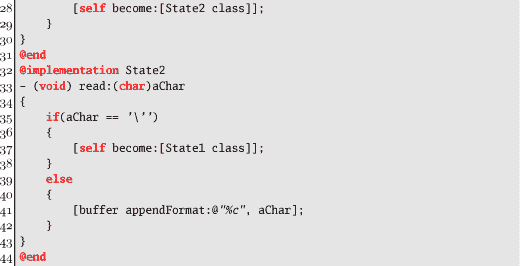 28 [self become:[State2 class]];
29 }
30 }
31 @end
32 @implementation State2
33 - (void) read:(char)aChar
34 {
35 if(aChar == '\'')
36 {
37 [self become:[State1 class]];
38 }
39 else
40 {
41 [buffer appendFormat:@"%c", aChar];
42 }
43 }
44 @end